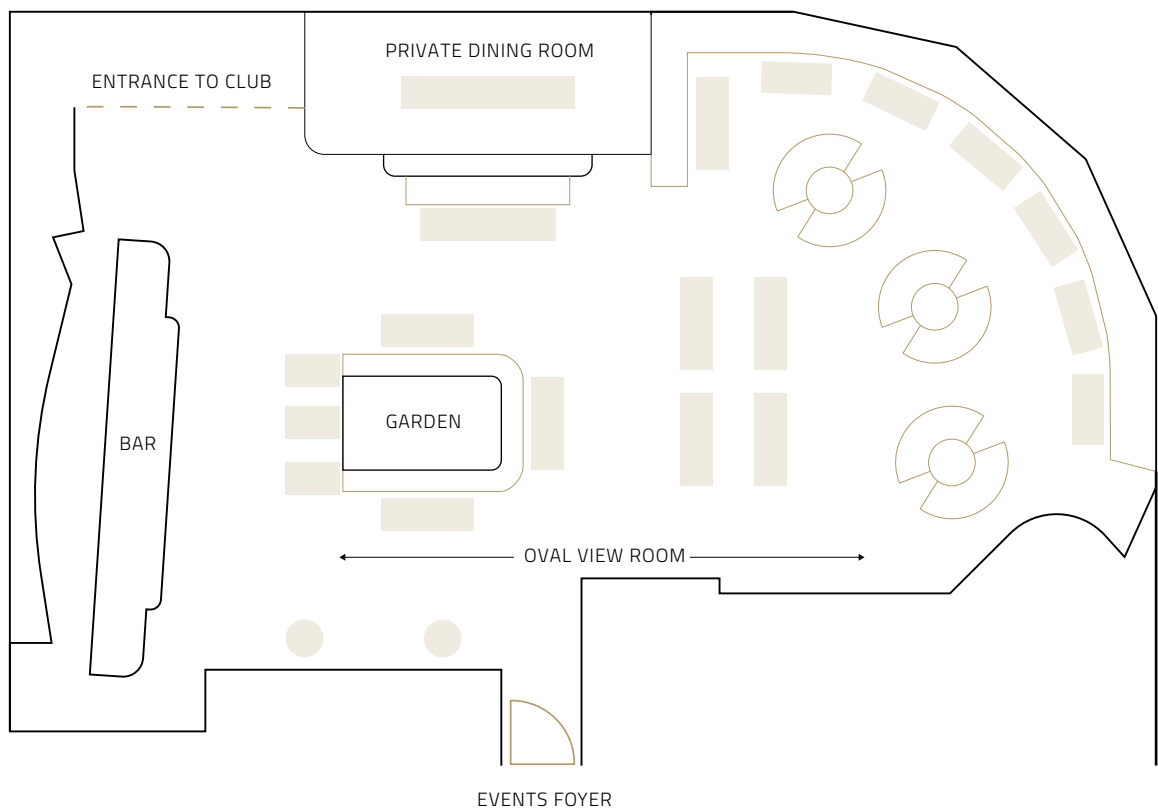 PRIVATE DINING ROOM
ENTRANCE TO CLUB
GARDEN
BAR
OVAL VIEW ROOM
EVENTS FOYER